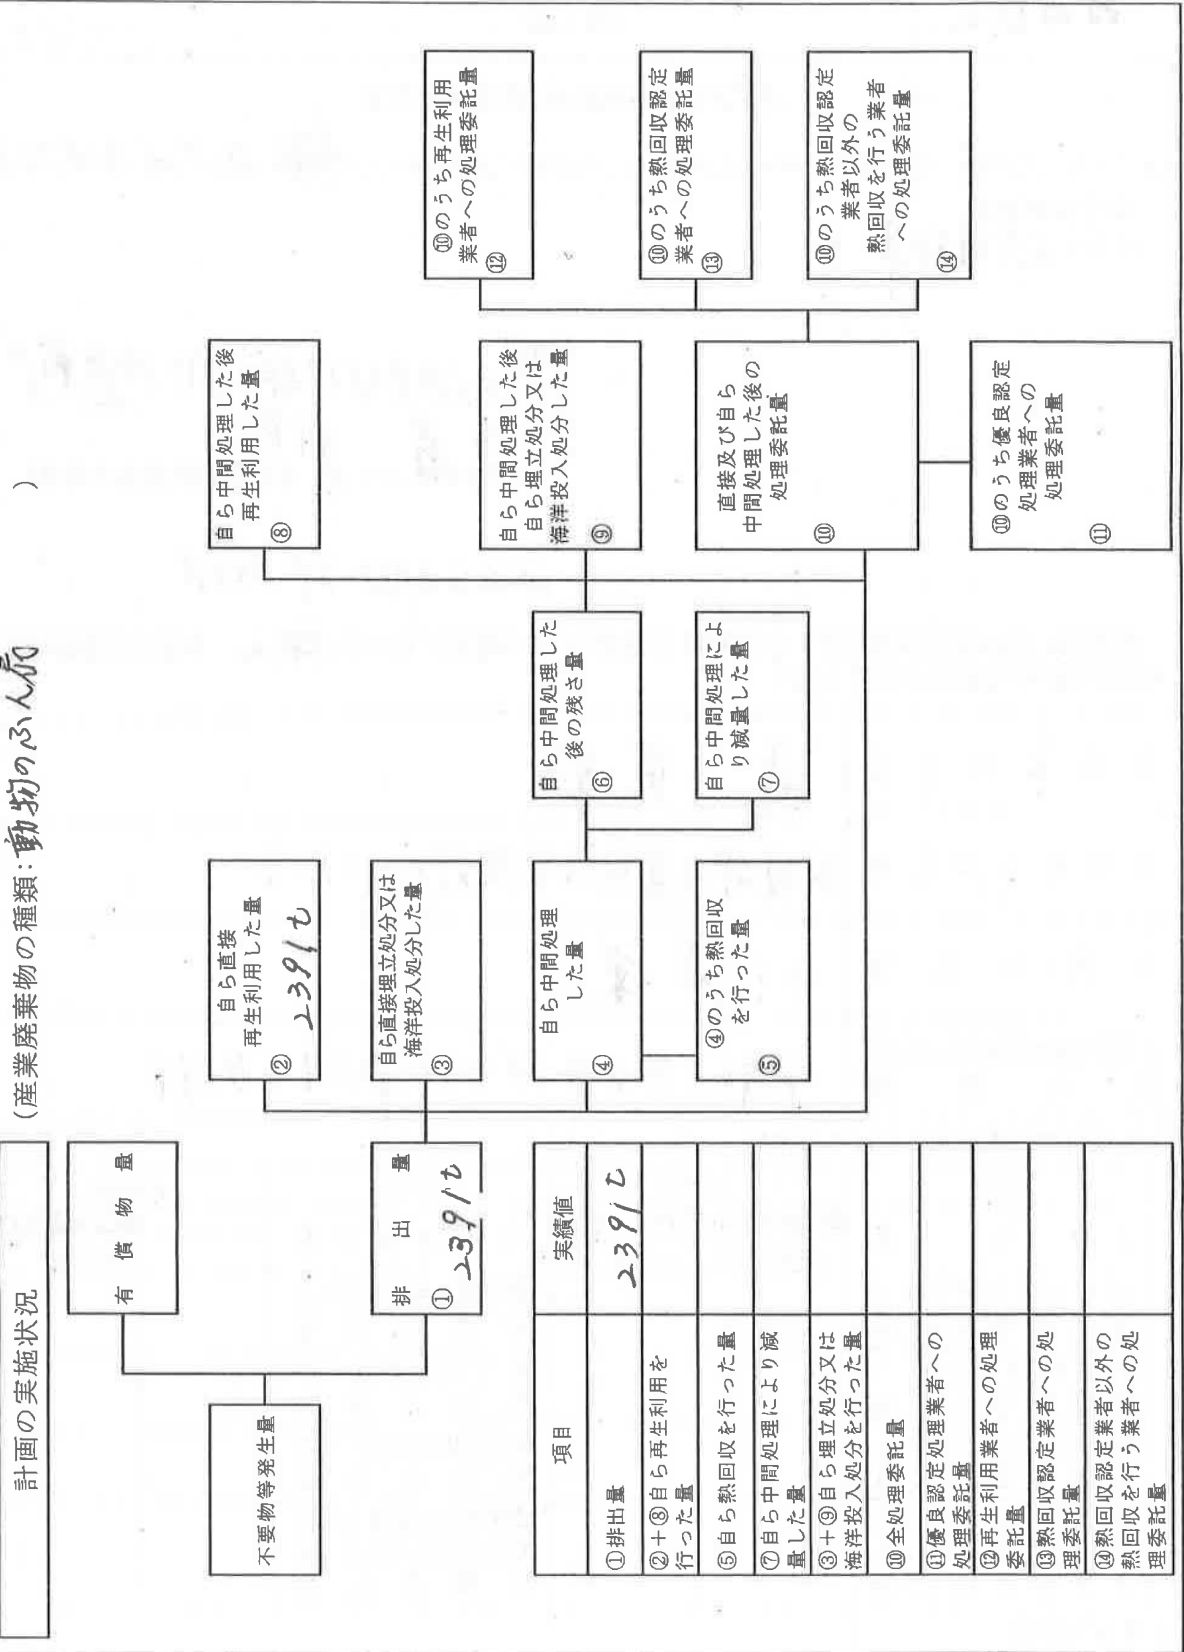 計画の実施状況
(産業廃棄物の種類:動物のふん尿)
不要物等発生量
有償物量
排出量
①
2391t
自ら直接
再生利用した量
②
2391t
自ら直接埋立処分又は
海洋投入処分した量
③
自ら中間処理
した量
④
④のうち熱回収
を行った量
⑤
自ら中間処理した
後の残さ量
⑥
自ら中間処理によ
り減量した量
⑦
自ら中間処理した後
再生利用した量
⑧
自ら中間処理した後
自ら埋立処分又は
海洋投入処分した量
⑨
直接及び自ら
中間処理した後の
処理委託量
⑩
⑩のうち優良認定
処理業者への
処理委託量
⑪
⑩のうち再生利用
業者への処理委託量
⑫
⑩のうち熱回収認定
業者への処理委託量
⑬
⑩のうち熱回収認定
業者以外の
熱回収を行う業者
への処理委託量
⑭
項目 実績値
①排出量 2391t
②+⑧自ら再生利用を
行った量
⑤自ら熱回収を行った量
⑦自ら中間処理により減
量した量
③+⑨自ら埋立処分又は
海洋投入処分を行った量
⑩全処理委託量
⑪優良認定処理業者への
処理委託量
⑫再生利用業者への処理
委託量
⑬熱回収認定業者への処
理委託量
⑭熱回収認定業者以外の
熱回収を行う業者への処
理委託量